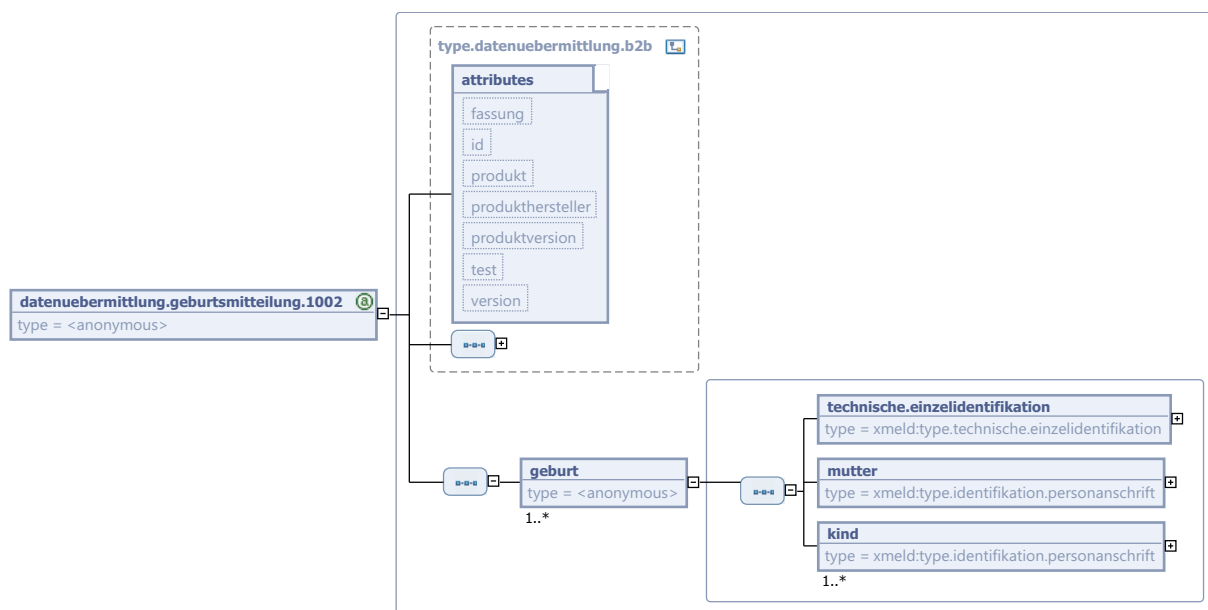 type.datenuebermittlung.b2b
attributes
fassung
id
produkt
produkthersteller
produktversion
test
version
datenuebermittlung.geburtsmitteilung.1002
type = <anonymous>
geburt
type = <anonymous>
1..*
technische.einzelidentifikation
type = xmeld:type.technische.einzelidentifikation
mutter
type = xmeld:type.identifikation.personanschrift
kind
type = xmeld:type.identifikation.personanschrift
1..*